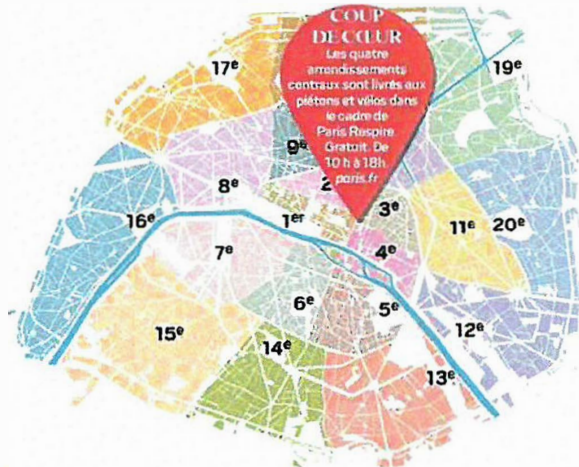 COUP
DE CŒUR
Les quatre
arrondissements
centraux sont livrés aux
piétons et vélos dans
le cadre de
Paris Respire
Gratuit. De
10 h à 18h.
paris.fr
17e
19e
9e
8e
2
3e
16e
1er
11e
20e
7e
4e
6e
5e
15e
12e
14e
13e